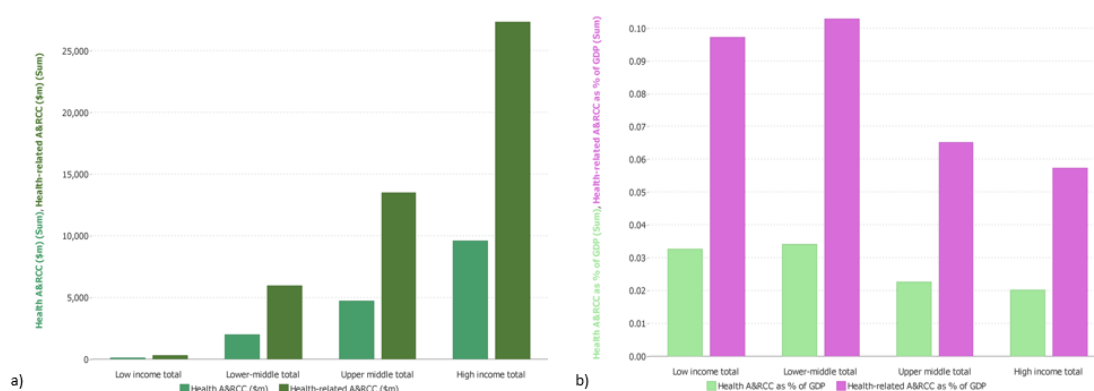 Health A&RCC ($m) (Sum), Health-related A&RCC ($m) (Sum)
25,000
20,000
15,000
10,000
5,000
0
Low income total Lower-middle total Upper middle total High income total
Health A&RCC ($m) Health-related A&RCC ($m)
a)
Health A&RCC as % of GDP (Sum), Health-related A&RCC as % of GDP (Sum)
0.10
0.09
0.08
0.07
0.06
0.05
0.04
0.03
0.02
0.01
0.00
Low income total Lower-middle total Upper middle total High income total
Health A&RCC as % of GDP Health-related A&RCC as % of GDP
b)